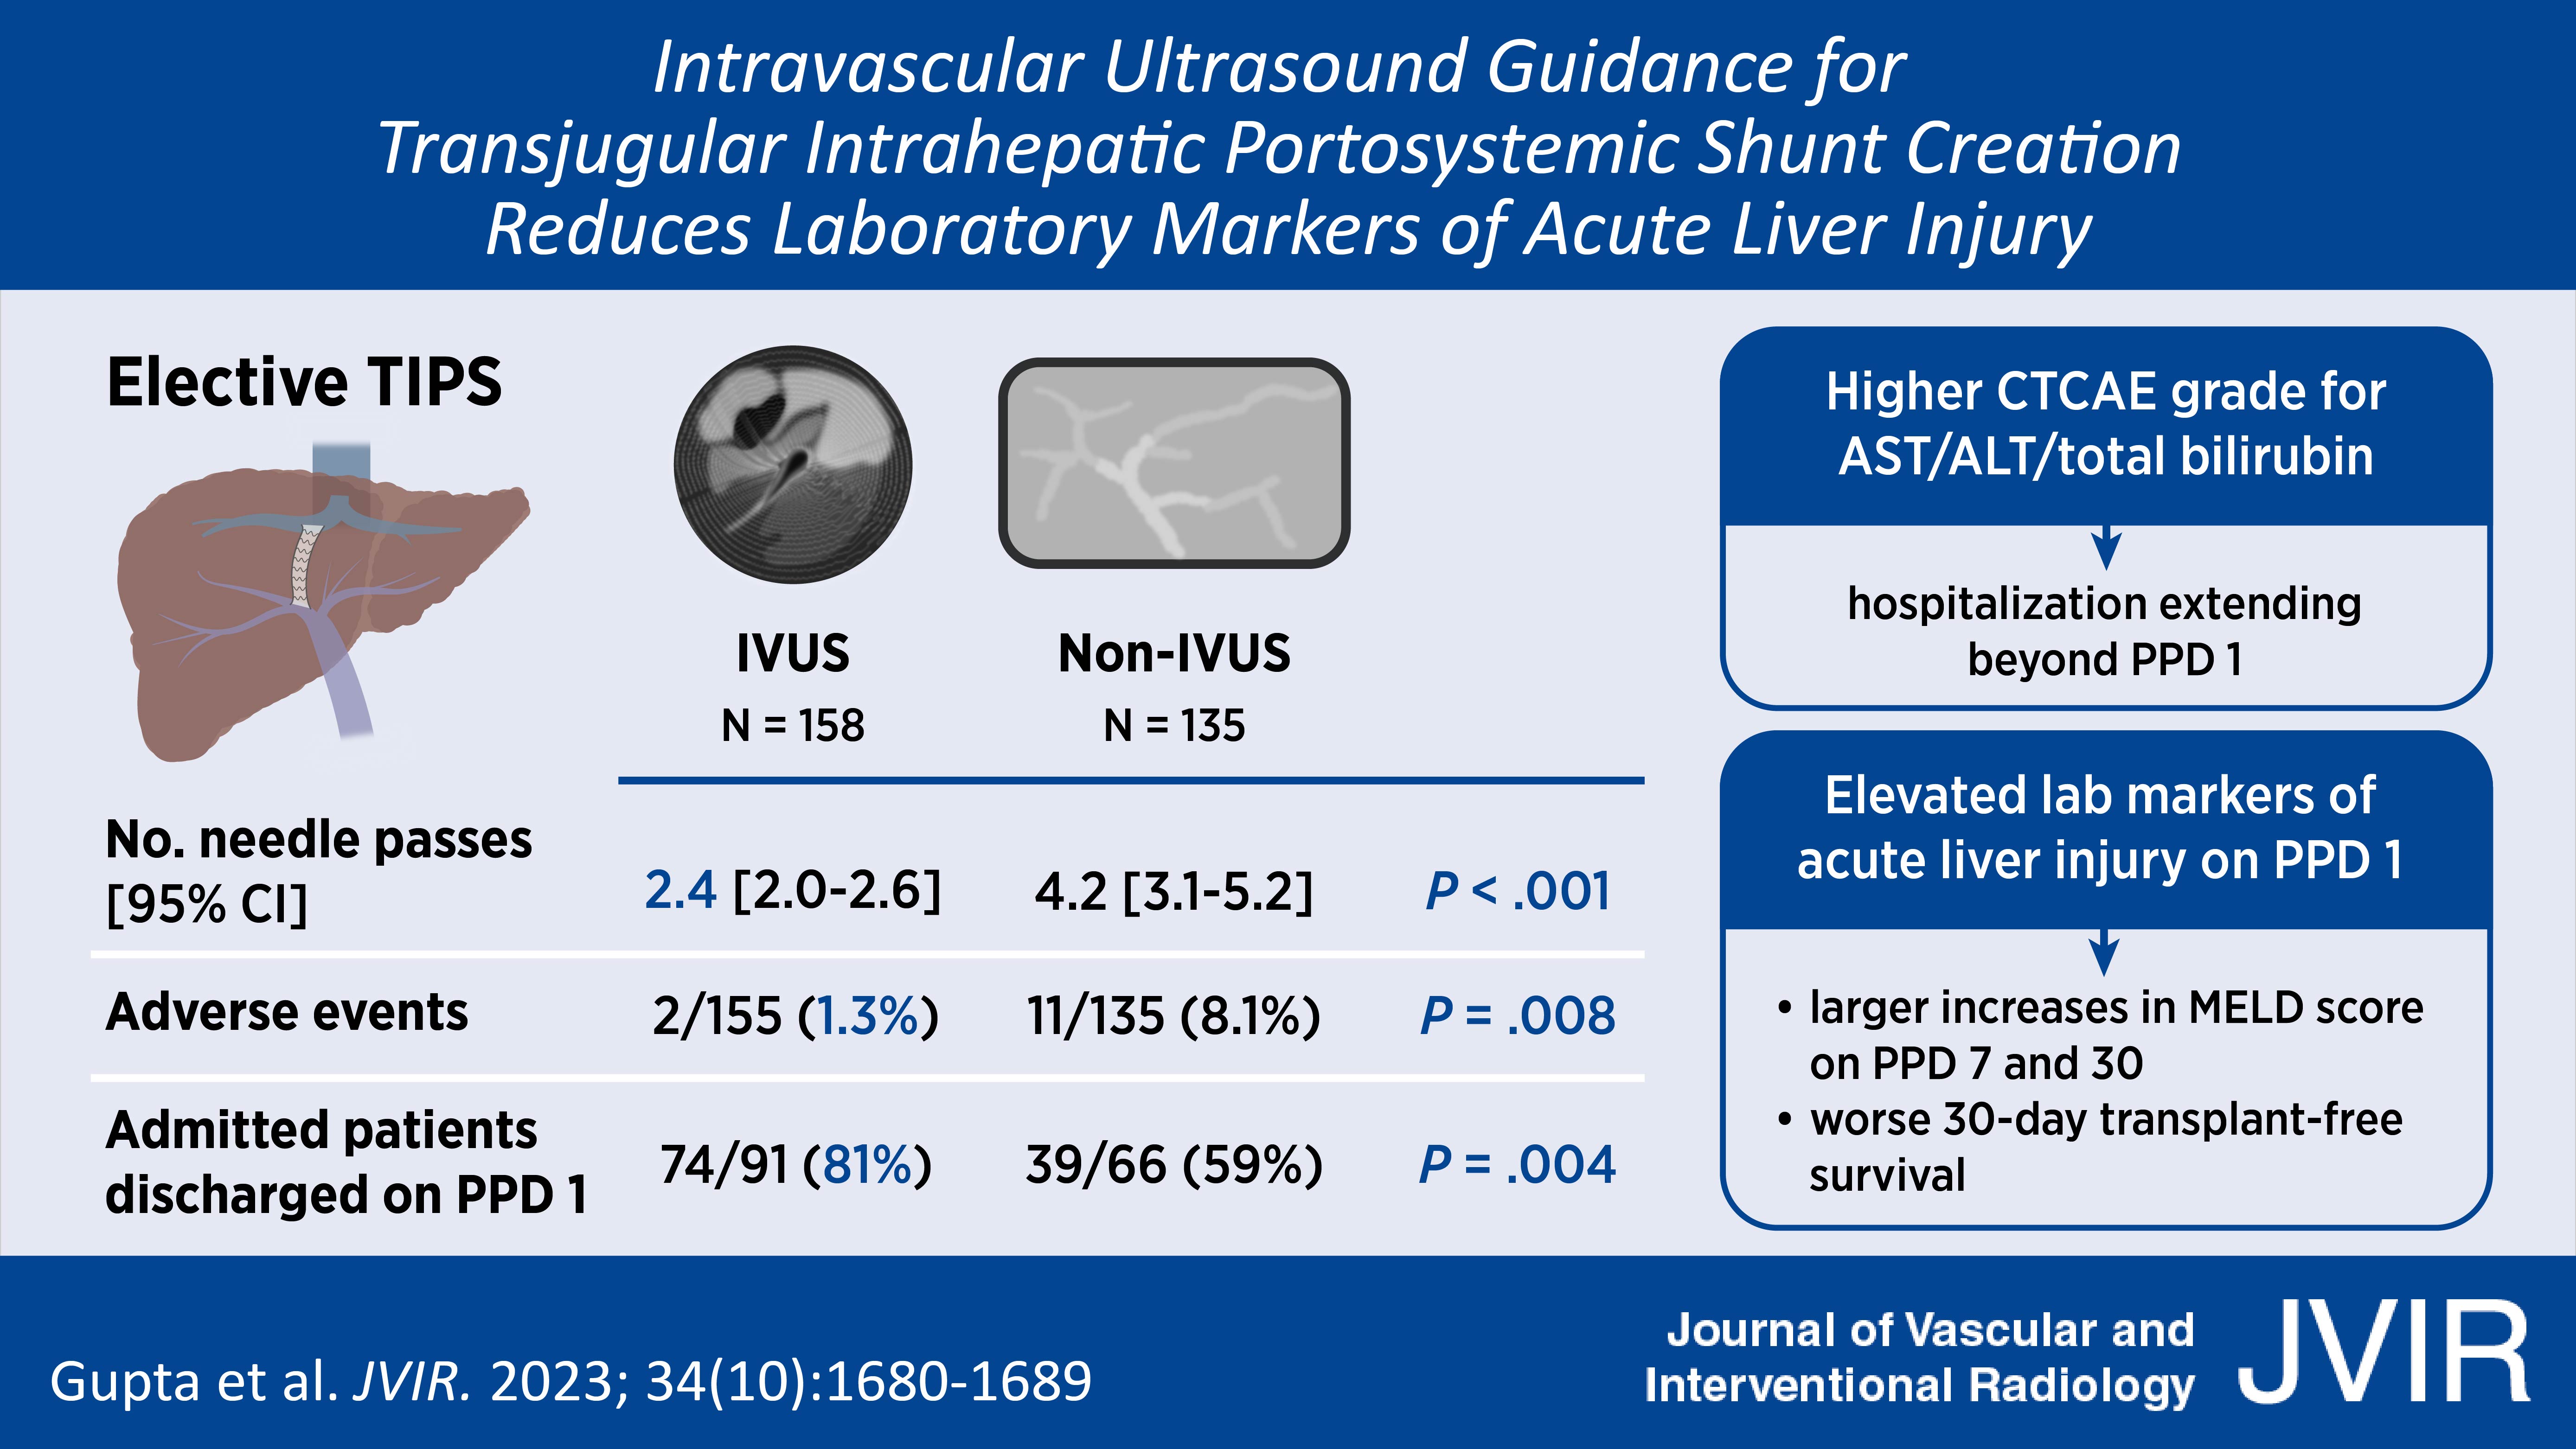 Intravascular Ultrasound Guidance for
Transjugular Intrahepatic Portosystemic Shunt Creation
Reduces Laboratory Markers of Acute Liver Injury
Elective TIPS
IVUS
N = 158
Non-IVUS
N = 135
No. needle passes
[95% CI]
2.4 [2.0-2.6]
4.2 [3.1-5.2]
P < .001
Adverse events
2/155 (1.3%)
11/135 (8.1%)
P = .008
Admitted patients
discharged on PPD 1
74/91 (81%)
39/66 (59%)
P = .004
Higher CTCAE grade for
AST/ALT/total bilirubin
hospitalization extending
beyond PPD 1
Elevated lab markers of
acute liver injury on PPD 1
• larger increases in MELD score
on PPD 7 and 30
• worse 30-day transplant-free
survival
Gupta et al. JVIR. 2023; 34(10):1680-1689
Journal of Vascular and
Interventional Radiology
JVIR